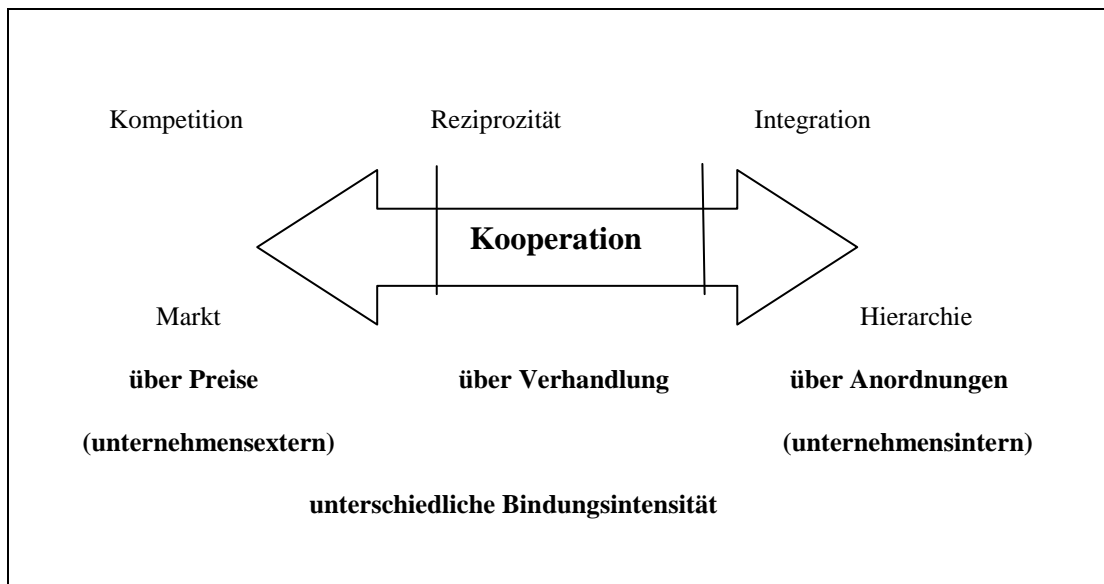 Kompetition Reziprozität Integration
Kooperation
Markt Hierarchie
über Preise über Verhandlung über Anordnungen
(unternehmensextern) (unternehmensintern)
unterschiedliche Bindungsintensität